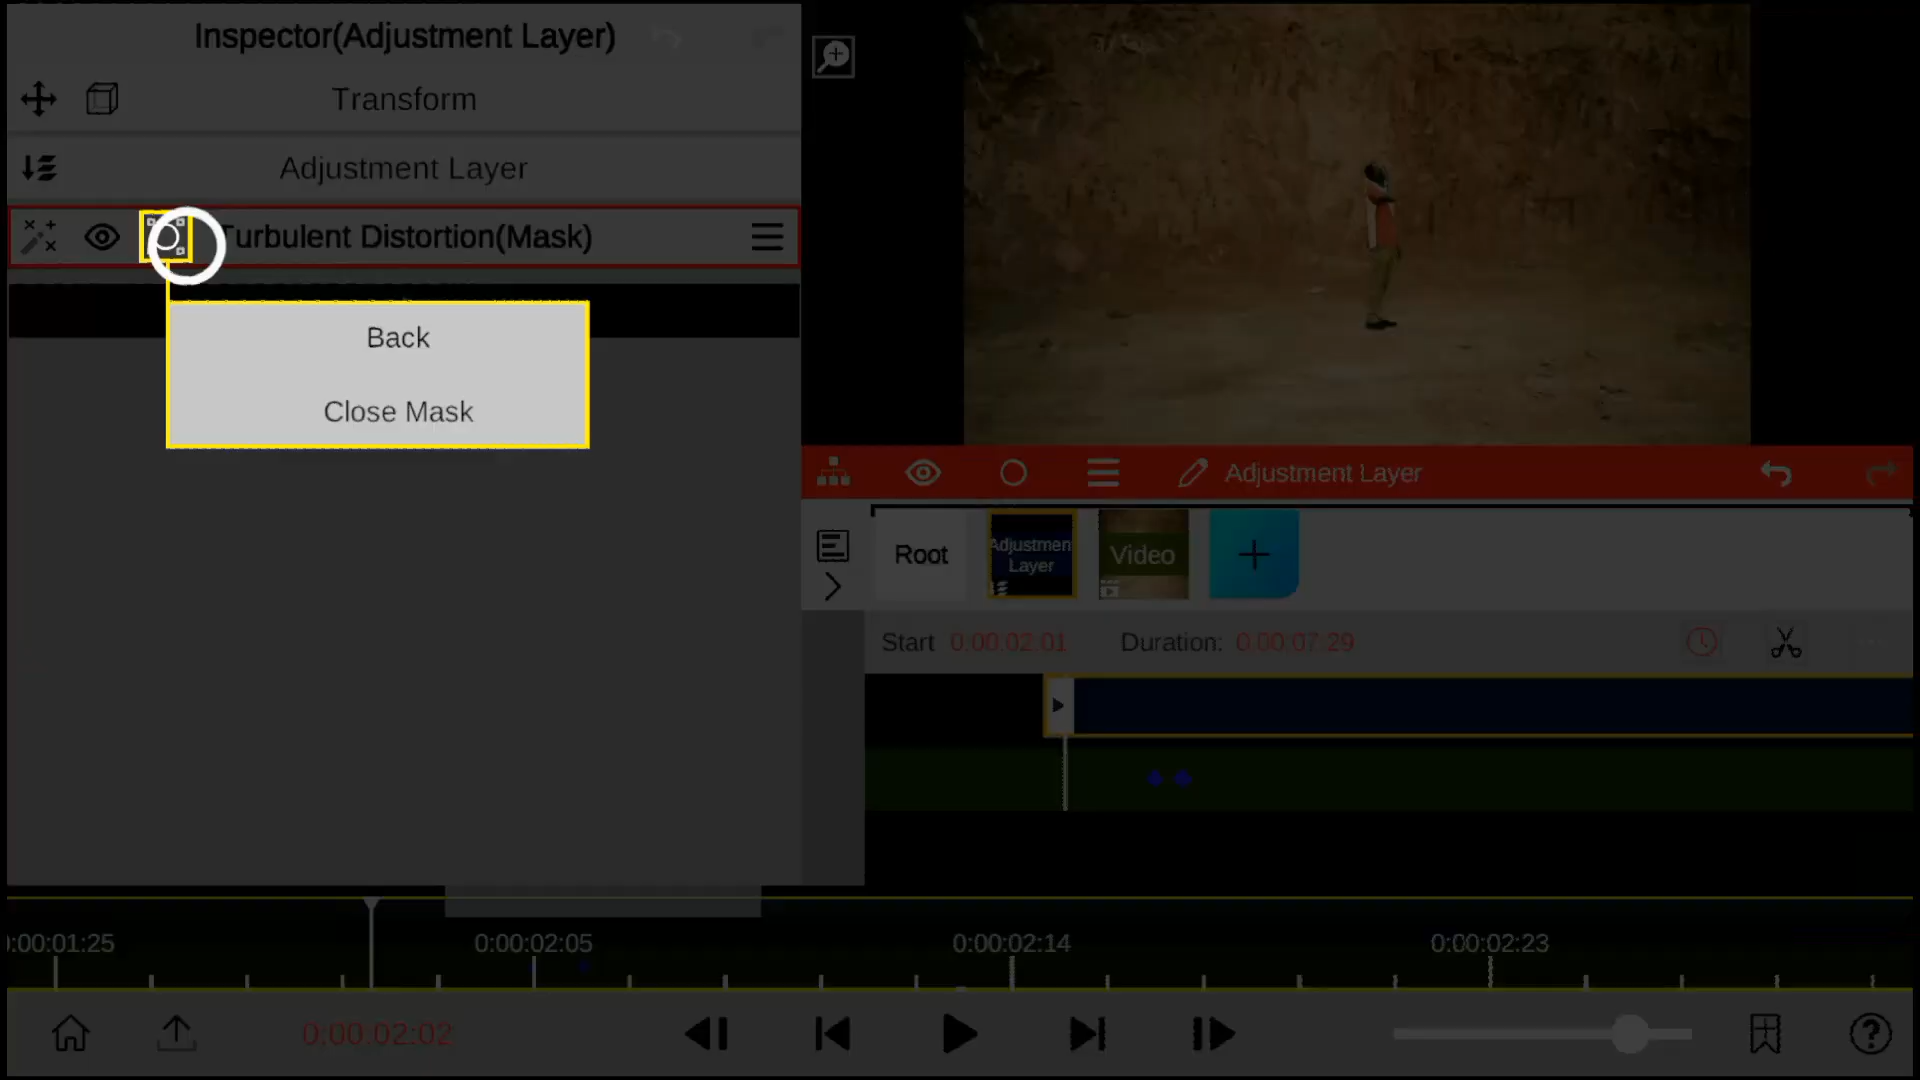 Inspector(Adjustment Layer)
Transform
Adjustment Layer
Turbulent Distortion(Mask)
Back
Close Mask
Adjustment Layer
Root
Adjustmen
Layer
Video
+
Start 0:00:02:01 Duration: 0:00:07:29
0:00:01:25 0:00:02:05 0:00:02:14 0:00:02:23
0:00:02:02
?